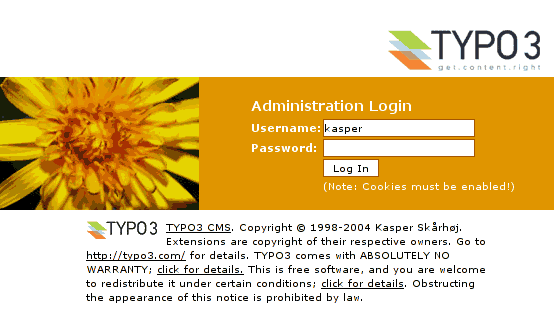 TYPO3
get.content.right
Administration Login
Username: kasper
Password:
Log In
(Note: Cookies must be enabled!)
TYPO3 TYPO3 CMS. Copyright © 1998-2004 Kasper Skårhøj.
Extensions are copyright of their respective owners. Go to
http://typo3.com/ for details. TYPO3 comes with ABSOLUTELY NO
WARRANTY; click for details. This is free software, and you are welcome
to redistribute it under certain conditions; click for details. Obstructing
the appearance of this notice is prohibited by law.